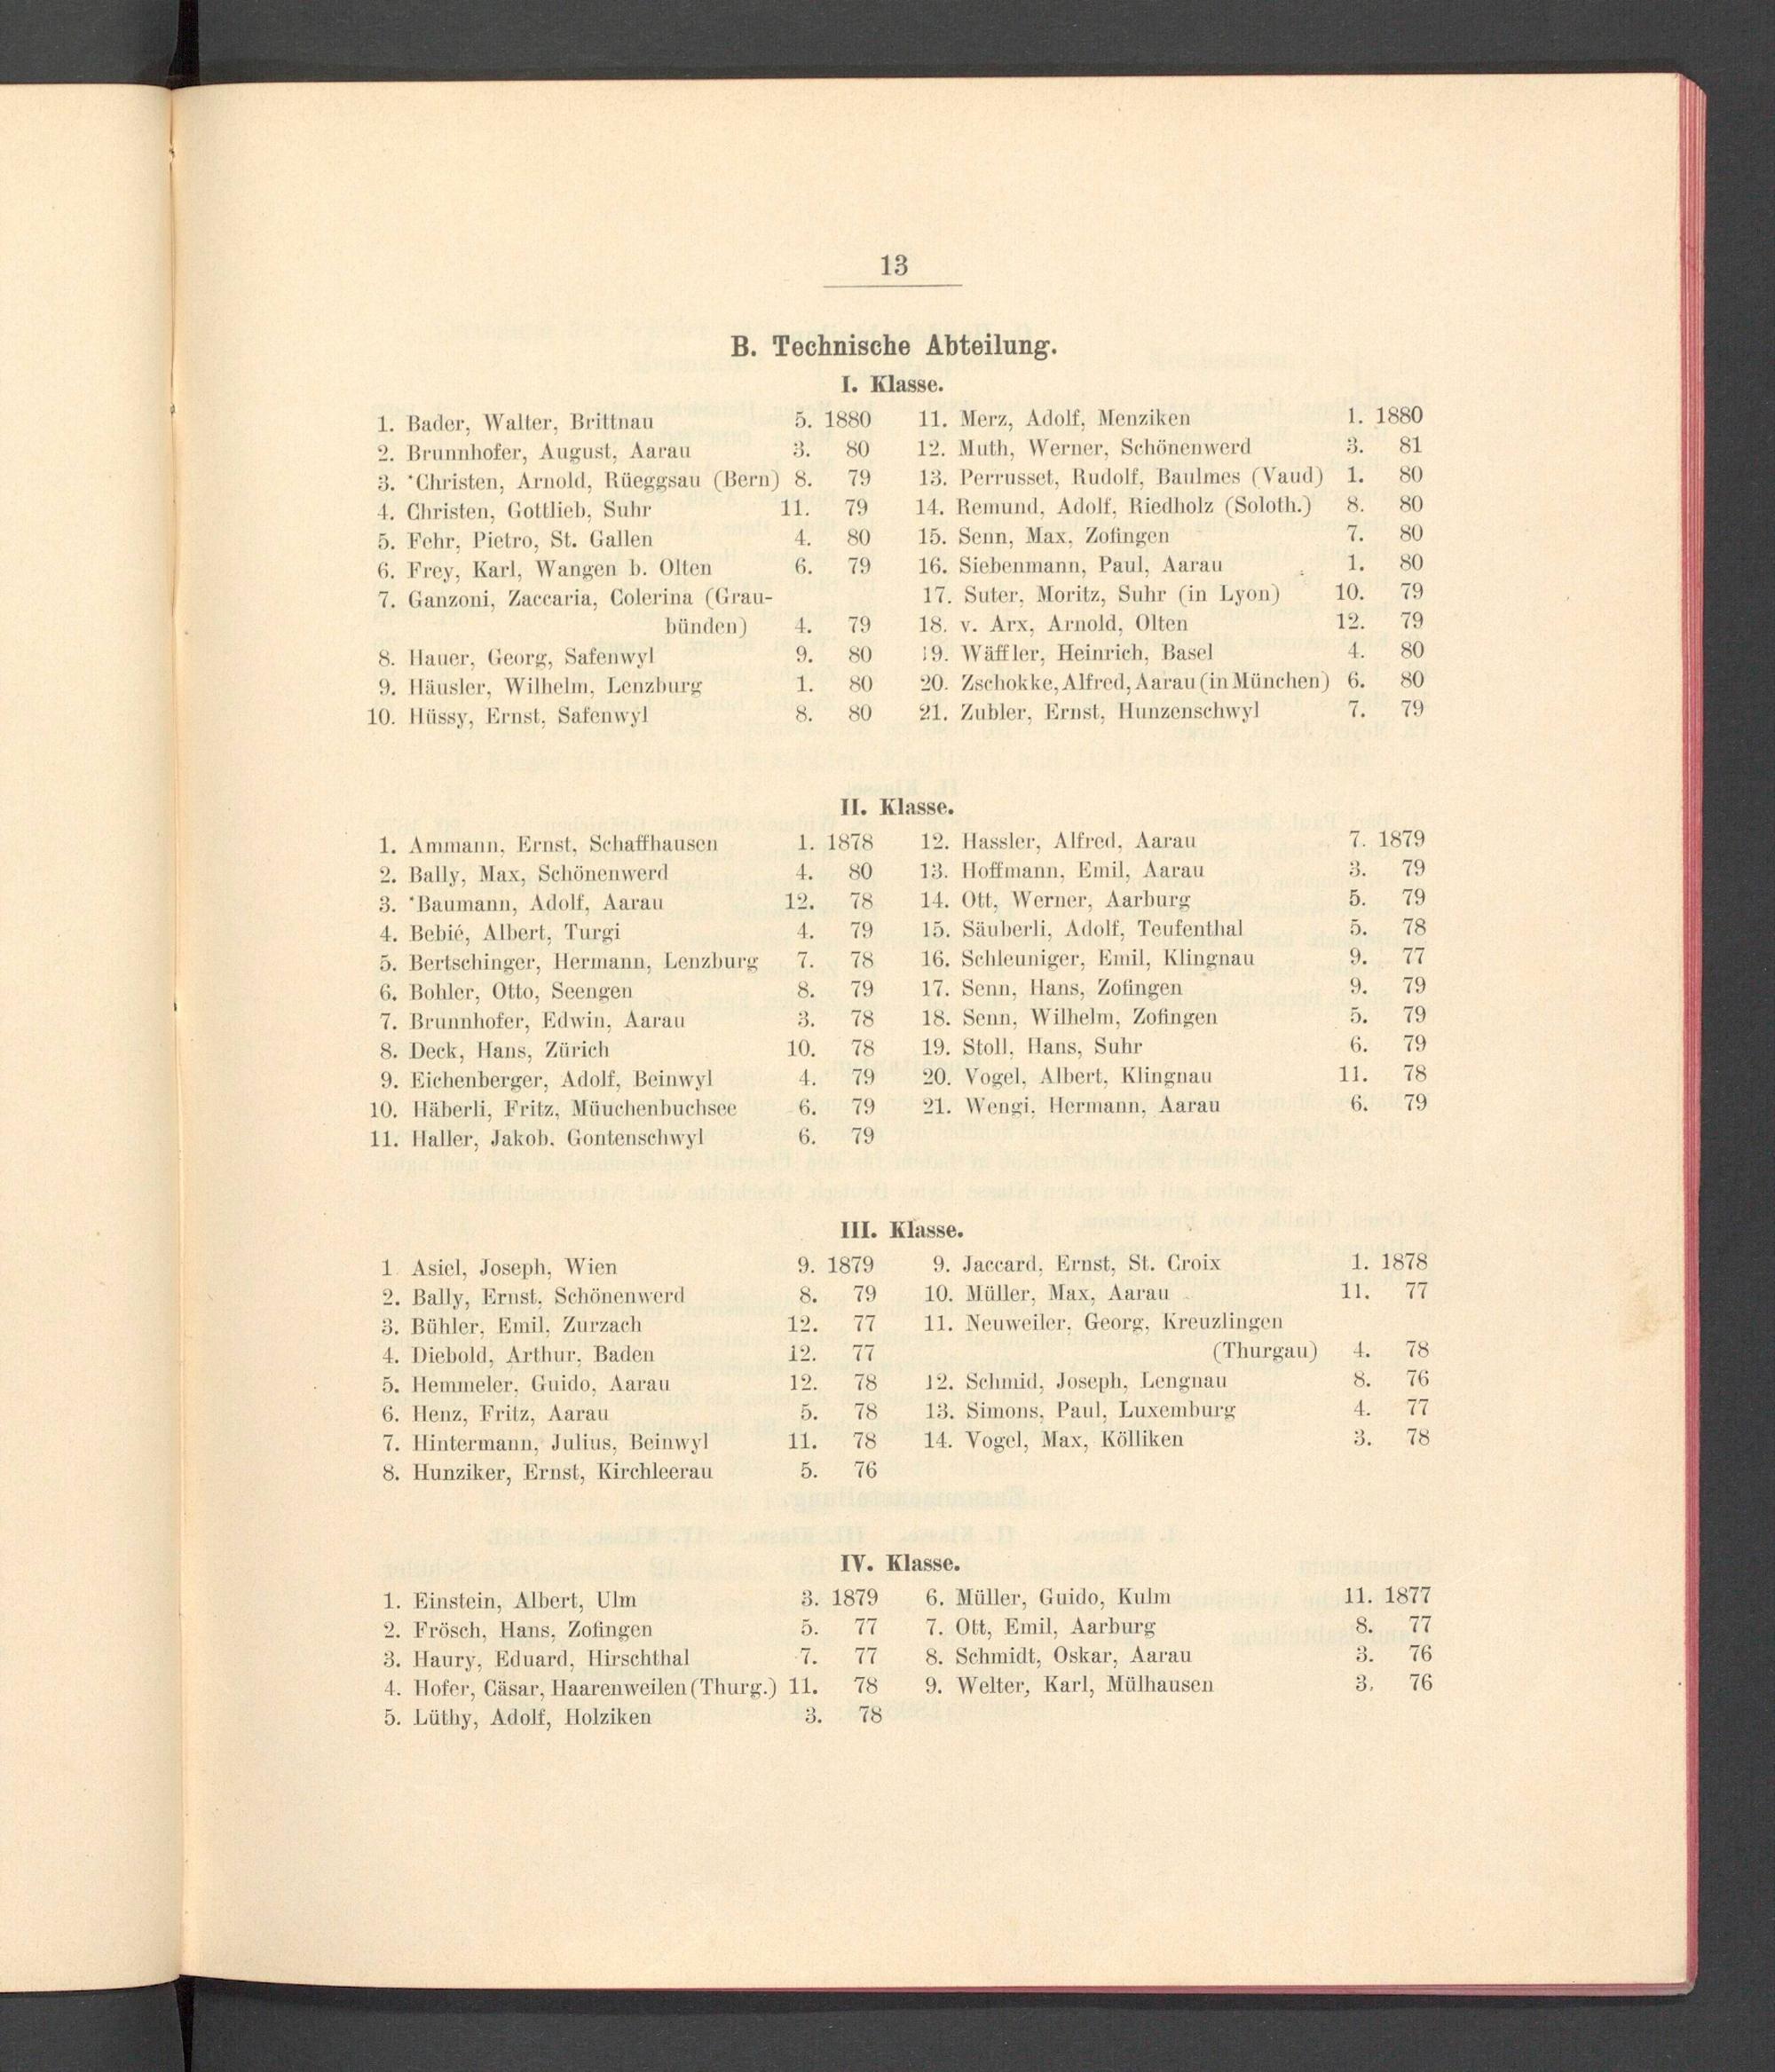 13
B. Technische Abteilung.
I. Klasse.
1. Bader, Walter, Brittnau 5. 1880
2. Brunnhofer, August, Aarau 3. 80
3. *Christen, Arnold, Rüeggsau (Bern) 8. 79
4. Christen, Gottlieb, Suhr 11. 79
5. Fehr, Pietro, St. Gallen 4. 80
6. Frey, Karl, Wangen b. Olten 6. 79
7. Ganzoni, Zaccaria, Celerina (Grau-
bünden) 4. 79
8. Hauer, Georg, Safenwyl 9. 80
9. Häusler, Wilhelm, Lenzburg 1. 80
10. Hüssy, Ernst, Safenwyl 8. 80
11. Merz, Adolf, Menziken 1. 1880
12. Muth, Werner, Schönenwerd 3. 81
13. Perrusset, Rudolf, Baulmes (Vaud) 1. 80
14. Remund, Adolf, Riedholz (Soloth.) 8. 80
15. Senn, Max, Zofingen 7. 80
16. Siebenmann, Paul, Aarau 1. 80
17. Suter, Moritz, Suhr (in Lyon) 10. 79
18. v. Arx, Arnold, Olten 12. 79
19. Wäffler, Heinrich, Basel 4. 80
20. Zschokke, Alfred, Aarau (in München) 6. 80
21. Zubler, Ernst, Hunzenschwyl 7. 79
II. Klasse.
1. Ammann, Ernst, Schaffhausen 1. 1878
2. Bally, Max, Schönenwerd 4. 80
3. *Baumann, Adolf, Aarau 12. 78
4. Bebié, Albert, Turgi 4. 79
5. Bertschinger, Hermann, Lenzburg 7. 78
6. Bohler, Otto, Seengen 8. 79
7. Brunnhofer, Edwin, Aarau 3. 78
8. Deck, Hans, Zürich 10. 78
9. Eichenberger, Adolf, Beinwyl 4. 79
10. Häberli, Fritz, Müuchenbuchsee 6. 79
11. Haller, Jakob. Gontenschwyl 6. 79
12. Hassler, Alfred, Aarau 7. 1879
13. Hoffmann, Emil, Aarau 3. 79
14. Ott, Werner, Aarburg 5. 79
15. Säuberli, Adolf, Teufenthal 5. 78
16. Schleuniger, Emil, Klingnau 9. 77
17. Senn, Hans, Zofingen 9. 79
18. Senn, Wilhelm, Zofingen 5. 79
19. Stoll, Hans, Suhr 6. 79
20. Vogel, Albert, Klingnau 11. 78
21. Wengi, Hermann, Aarau 6. 79
III. Klasse.
1 Asiel, Joseph, Wien 9. 1879
2. Bally, Ernst, Schönenwerd 8. 79
3. Bühler, Emil, Zurzach 12. 77
4. Diebold, Arthur, Baden 12. 77
5. Hemmeler, Guido, Aarau 12. 78
6. Henz, Fritz, Aarau 5. 78
7. Hintermann, Julius, Beinwyl 11. 78
8. Hunziker, Ernst, Kirchleerau 5. 76
9. Jaccard, Ernst, St. Croix 1. 1878
10. Müller, Max, Aarau 11. 77
11. Neuweiler, Georg, Kreuzlingen
(Thurgau) 4. 78
12. Schmid, Joseph, Lengnau 8. 76
13. Simons, Paul, Luxemburg 4. 77
14. Vogel, Max, Kölliken 3. 78
IV. Klasse.
1. Einstein, Albert, Ulm 3. 1879
2. Frösch, Hans, Zofingen 5. 77
3. Haury, Eduard, Hirschthal 7. 77
4. Hofer, Cäsar, Haarenweilen (Thurg.) 11. 78
5. Lüthy, Adolf, Holziken 3. 78
6. Müller, Guido, Kulm 11. 1877
7. Ott, Emil, Aarburg 8. 77
8. Schmidt, Oskar, Aarau 3. 76
9. Welter, Karl, Mülhausen 3. 76